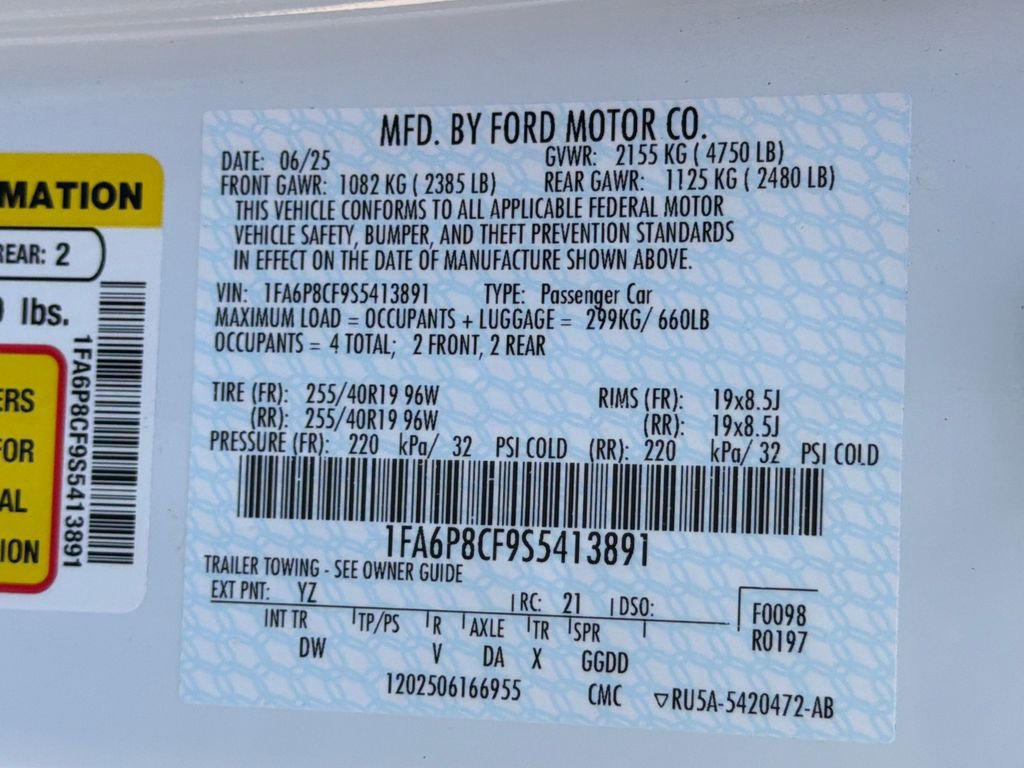 MATION
REAR: 2
lbs.
1FA6P8CF9S5413891
ERS
FOR
AL
ION
MFD. BY FORD MOTOR CO.
DATE: 06/25 GVWR: 2155 KG ( 4750 LB)
FRONT GAWR: 1082 KG ( 2385 LB) REAR GAWR: 1125 KG ( 2480 LB)
THIS VEHICLE CONFORMS TO ALL APPLICABLE FEDERAL MOTOR
VEHICLE SAFETY, BUMPER, AND THEFT PREVENTION STANDARDS
IN EFFECT ON THE DATE OF MANUFACTURE SHOWN ABOVE.
VIN: 1FA6P8CF9S5413891 TYPE: Passenger Car
MAXIMUM LOAD = OCCUPANTS + LUGGAGE = 299KG/ 660LB
OCCUPANTS = 4 TOTAL; 2 FRONT, 2 REAR
TIRE (FR): 255/40R19 96W RIMS (FR): 19x8.5J
(RR): 255/40R19 96W (RR): 19x8.5J
PRESSURE (FR): 220 kPa/ 32 PSI COLD (RR): 220 kPa/ 32 PSI COLD
1FA6P8CF9S5413891
TRAILER TOWING - SEE OWNER GUIDE
EXT PNT: YZ RC: 21 DSO: F0098
INT TR TP/PS R AXLE TR SPR R0197
DW V DA X GGDD
1202506166955 CMC ▽RU5A-5420472-AB